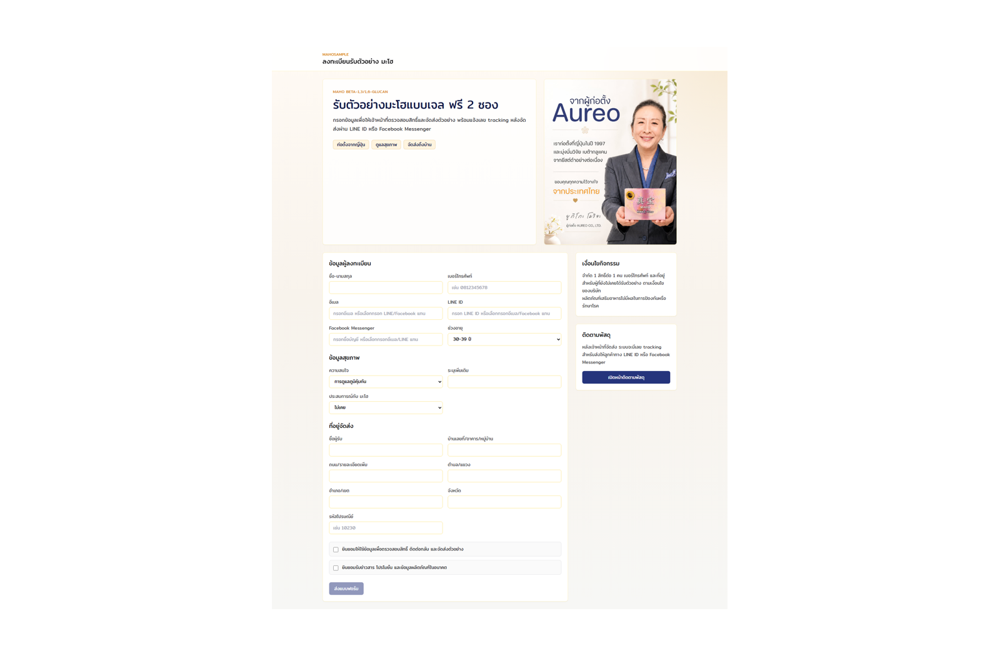 MAHOSAMPLE
ลงทะเบียนรับตัวอย่าง มะโฮ
MAHO BETA-1,3/1,6-GLUCAN
รับตัวอย่างมะโฮแบบเจล ฟรี 2 ซอง
กรอกข้อมูลเพื่อให้เจ้าหน้าที่ตรวจสอบสิทธิ์และจัดส่งตัวอย่าง พร้อมแจ้งเลข tracking หลังจัด
ส่งผ่าน LINE ID หรือ Facebook Messenger
ก่อตั้งจากญี่ปุ่น
ดูแลสุขภาพ
จัดส่งถึงบ้าน
จากผู้ก่อตั้ง
Aureo
เราก่อตั้งที่ญี่ปุ่นในปี 1997
และมุ่งมั่นวิจัย เบต้ากลูแคน
จากยีสต์ดำอย่างต่อเนื่อง
ขอบคุณทุกความไว้วางใจ
จากประเทศไทย
ยูกิโกะ โมริยะ
ผู้ก่อตั้ง AUREO CO., LTD.
MAHO
ข้อมูลผู้ลงทะเบียน
ชื่อ-นามสกุล
เบอร์โทรศัพท์
เช่น 0812345678
อีเมล
LINE ID
กรอกอีเมล หรือเลือกกรอก LINE/Facebook แทน
กรอก LINE ID หรือเลือกกรอกอีเมล/Facebook แทน
Facebook Messenger
ช่วงอายุ
กรอกชื่อบัญชี หรือเลือกกรอกอีเมล/LINE แทน
30-39 ปี
ข้อมูลสุขภาพ
ความสนใจ
ระบุเพิ่มเติม
การดูแลภูมิคุ้มกัน
ประสบการณ์กับ มะโฮ
ไม่เคย
ที่อยู่จัดส่ง
ชื่อผู้รับ
บ้านเลขที่/อาคาร/หมู่บ้าน
ถนน/รายละเอียดเพิ่ม
ตำบล/แขวง
อำเภอ/เขต
จังหวัด
รหัสไปรษณีย์
เช่น 10230
ยินยอมให้ใช้ข้อมูลเพื่อตรวจสอบสิทธิ์ ติดต่อกลับ และจัดส่งตัวอย่าง
ยินยอมรับข่าวสาร โปรโมชั่น และข้อมูลผลิตภัณฑ์ในอนาคต
ส่งแบบฟอร์ม
เงื่อนไขกิจกรรม
จำกัด 1 สิทธิ์ต่อ 1 คน เบอร์โทรศัพท์ และที่อยู่
สำหรับผู้ที่ยังไม่เคยได้รับตัวอย่าง ตามเงื่อนไข
ของบริษัท
ผลิตภัณฑ์เสริมอาหารไม่มีผลในการป้องกันหรือ
รักษาโรค
ติดตามพัสดุ
หลังเจ้าหน้าที่จัดส่ง ระบบจะมีเลข tracking
สำหรับส่งให้ลูกค้าทาง LINE ID หรือ Facebook
Messenger
เปิดหน้าติดตามพัสดุ